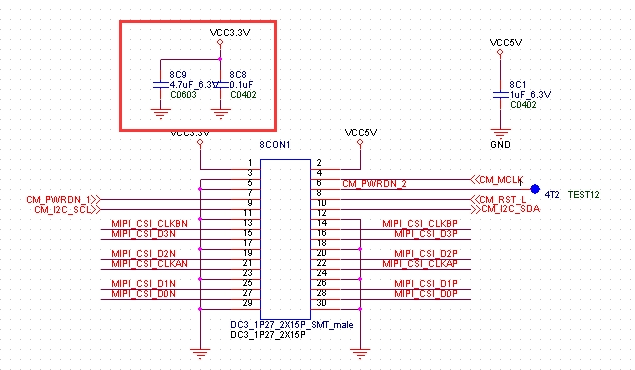 VCC3.3V
8C9
4.7uF_6.3V
C0603
8C8
0.1uF
C0402
VCC5V
8C1
1uF_6.3V
C0402
GND
VCC3.3V
8CON1
VCC5V
1
2
3
4
5
6
7
8
9
10
11
12
13
14
15
16
17
18
19
20
21
22
23
24
25
26
27
28
29
30
CM_PWRDN_1
CM_I2C_SCL
MIPI_CSI_CLKBN
MIPI_CSI_D3N
MIPI_CSI_D2N
MIPI_CSI_CLKAN
MIPI_CSI_D1N
MIPI_CSI_D0N
CM_MCLK
CM_PWRDN_2
1
4T2 TEST12
CM_RST_L
CM_I2C_SDA
MIPI_CSI_CLKBP
MIPI_CSI_D3P
MIPI_CSI_D2P
MIPI_CSI_CLKAP
MIPI_CSI_D1P
MIPI_CSI_D0P
DC3_1P27_2X15P_SMT_male
DC3_1P27_2X15P